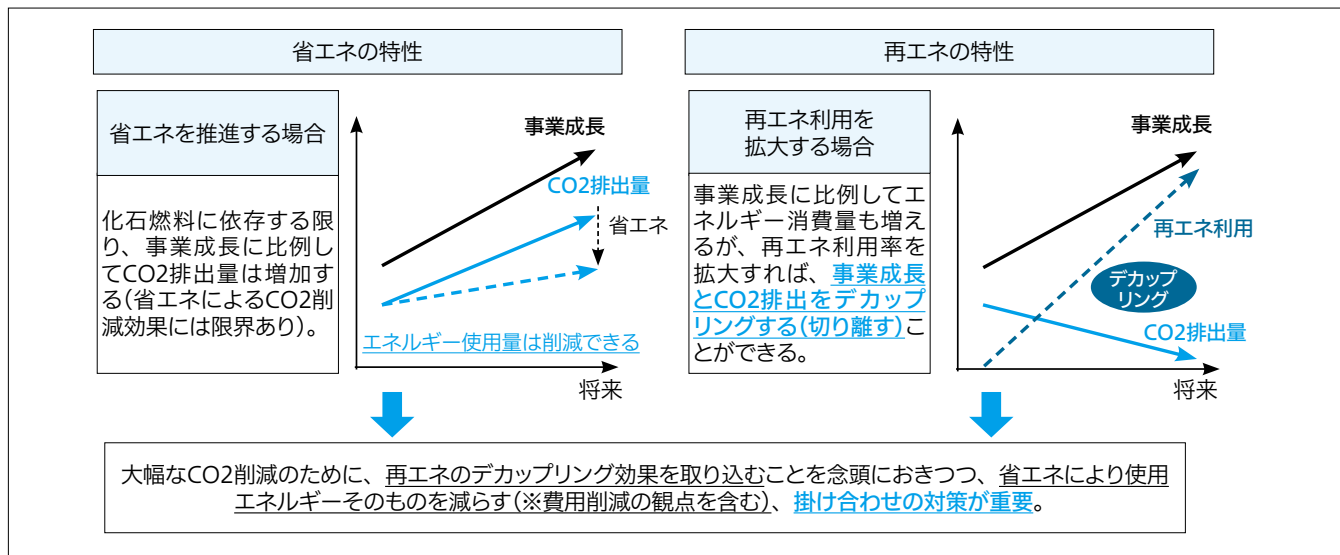 省エネの特性
省エネを推進する場合
化石燃料に依存する限
り、事業成長に比例し
てCO2排出量は増加す
る(省エネによるCO2削
減効果には限界あり)。
事業成長
CO2排出量
省エネ
エネルギー使用量は削減できる
将来
再エネの特性
再エネ利用を
拡大する場合
事業成長に比例してエ
ネルギー消費量も増え
るが、再エネ利用率を
拡大すれば、事業成長
とCO2排出をデカップ
リングする(切り離す)こ
とができる。
事業成長
再エネ利用
デカップ
リング
CO2排出量
将来
大幅なCO2削減のために、再エネのデカップリング効果を取り込むことを念頭におきつつ、省エネにより使用
エネルギーそのものを減らす(※費用削減の観点を含む)、掛け合わせの対策が重要。